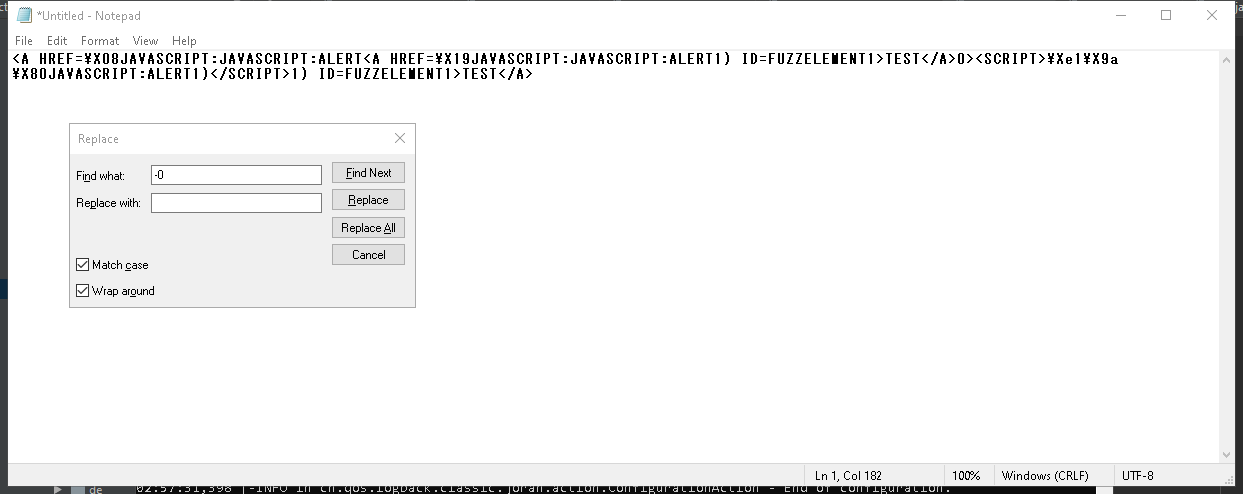 *Untitled - Notepad
File Edit Format View Help
<A HREF=¥X08JAVASCRIPT:JAVASCRIPT:ALERT<A HREF=¥X19JAVASCRIPT:JAVASCRIPT:ALERT1) ID=FUZZELEMENT1>TEST</A>0><SCRIPT>¥Xe1¥X9a
¥X80JAVASCRIPT:ALERT1)</SCRIPT>1) ID=FUZZELEMENT1>TEST</A>
Replace
Find what: -0 Find Next
Replace with: Replace
Replace All
Cancel
Match case
Wrap around
Ln 1, Col 182 100% Windows (CRLF) UTF-8
de 02:57:31,398 |-INFO in ch.qos.logback.classic.joran.action.ConfigurationAction - End of configuration.